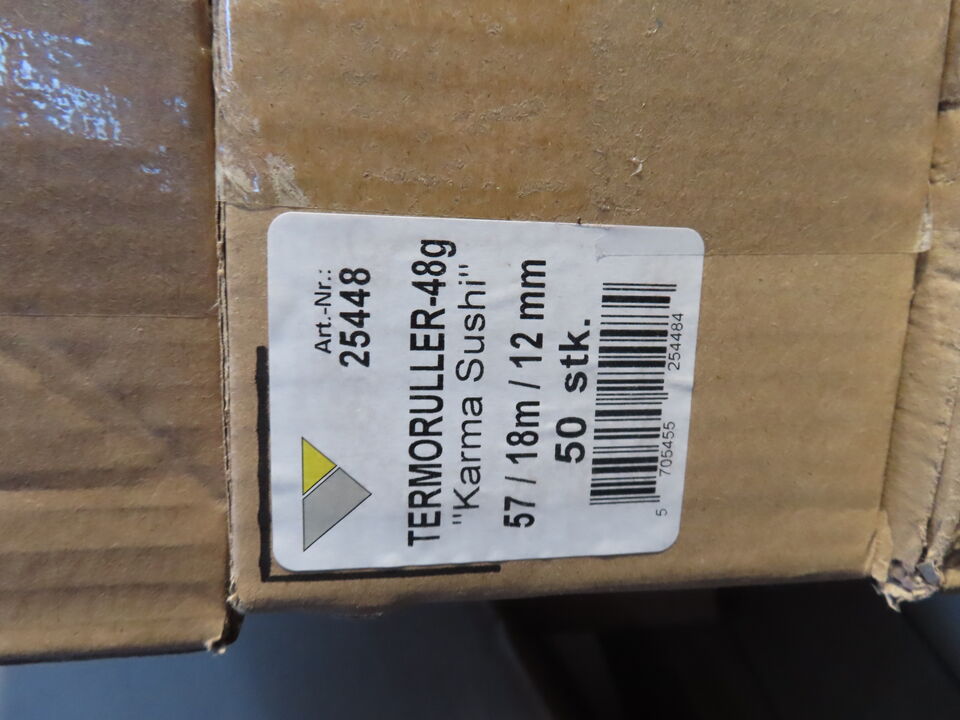 Art.-Nr.:
25448
TERMORULLER-48g
"Karma Sushi"
57 / 18m / 12 mm
50 stk.
5 705455 254484